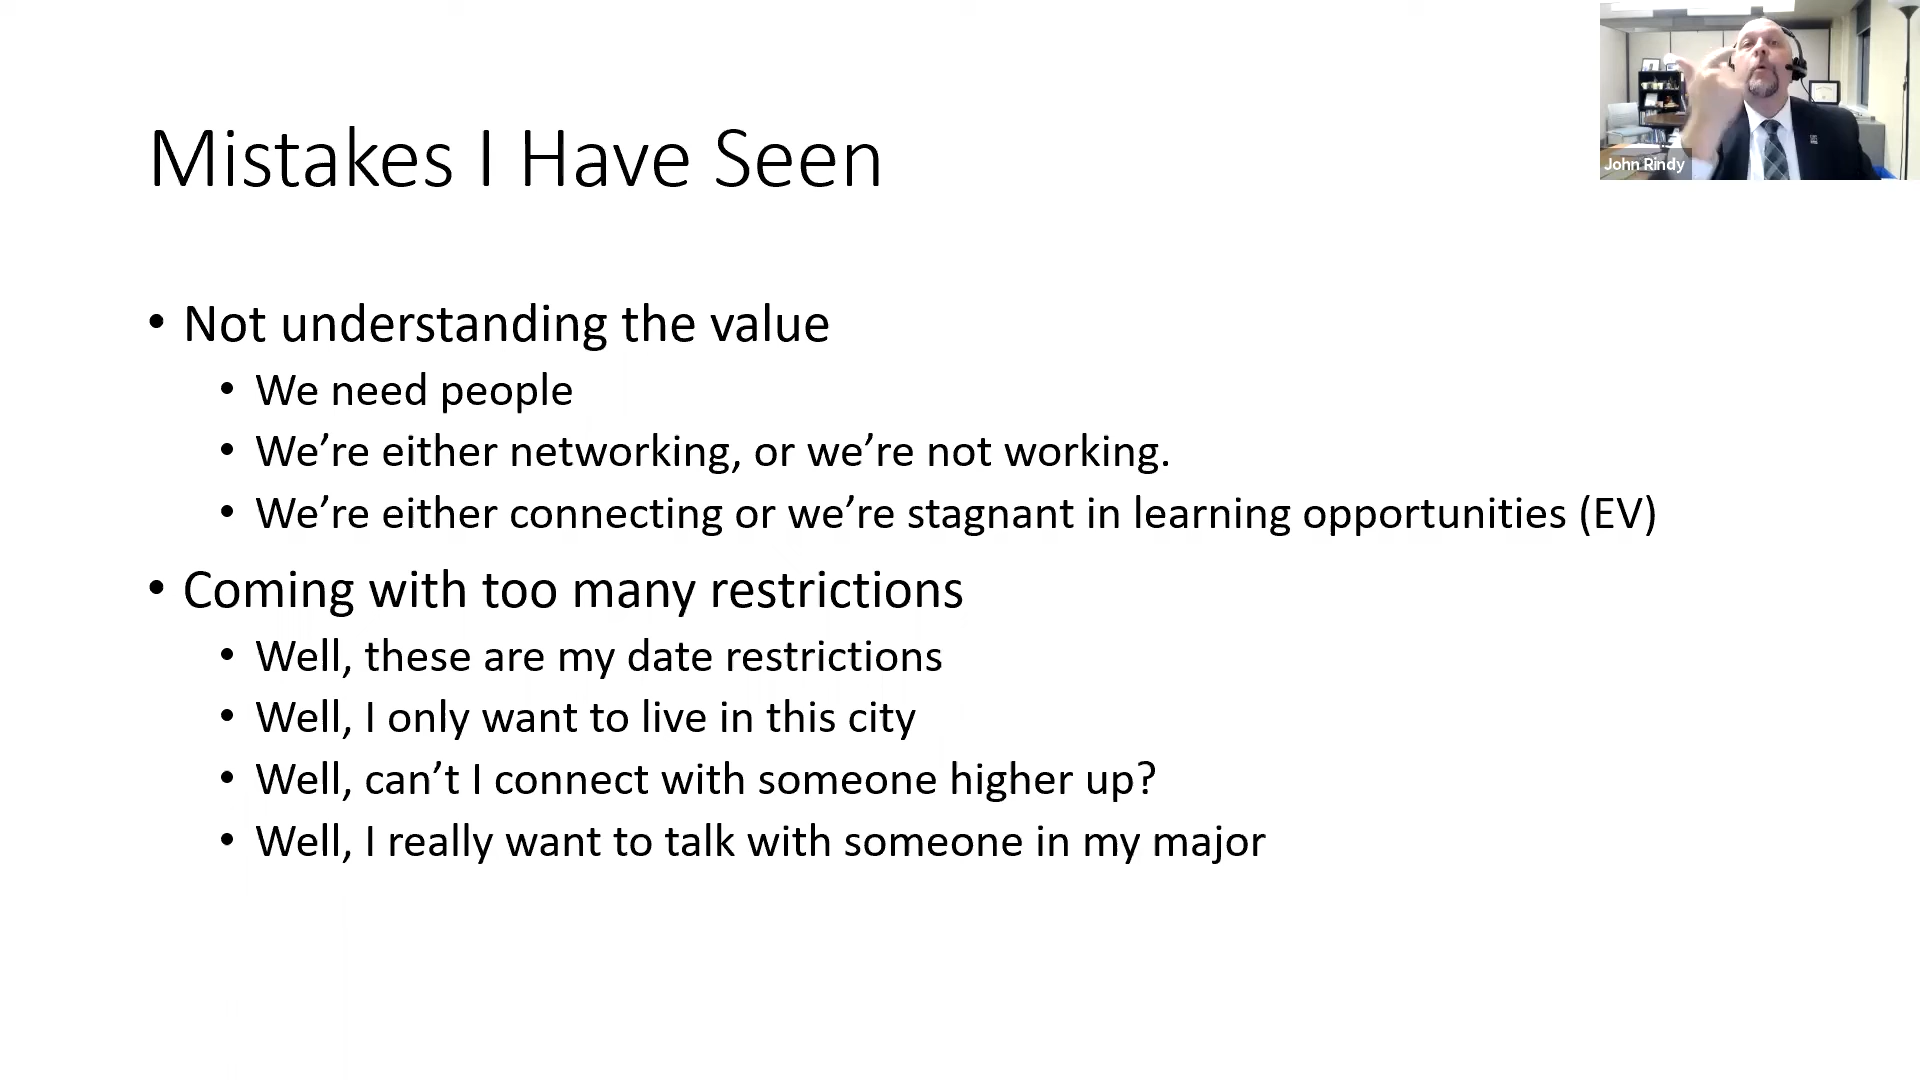 Mistakes I Have Seen
John Rindy
• Not understanding the value
• We need people
• We’re either networking, or we’re not working.
• We’re either connecting or we’re stagnant in learning opportunities (EV)
• Coming with too many restrictions
• Well, these are my date restrictions
• Well, I only want to live in this city
• Well, can’t I connect with someone higher up?
• Well, I really want to talk with someone in my major